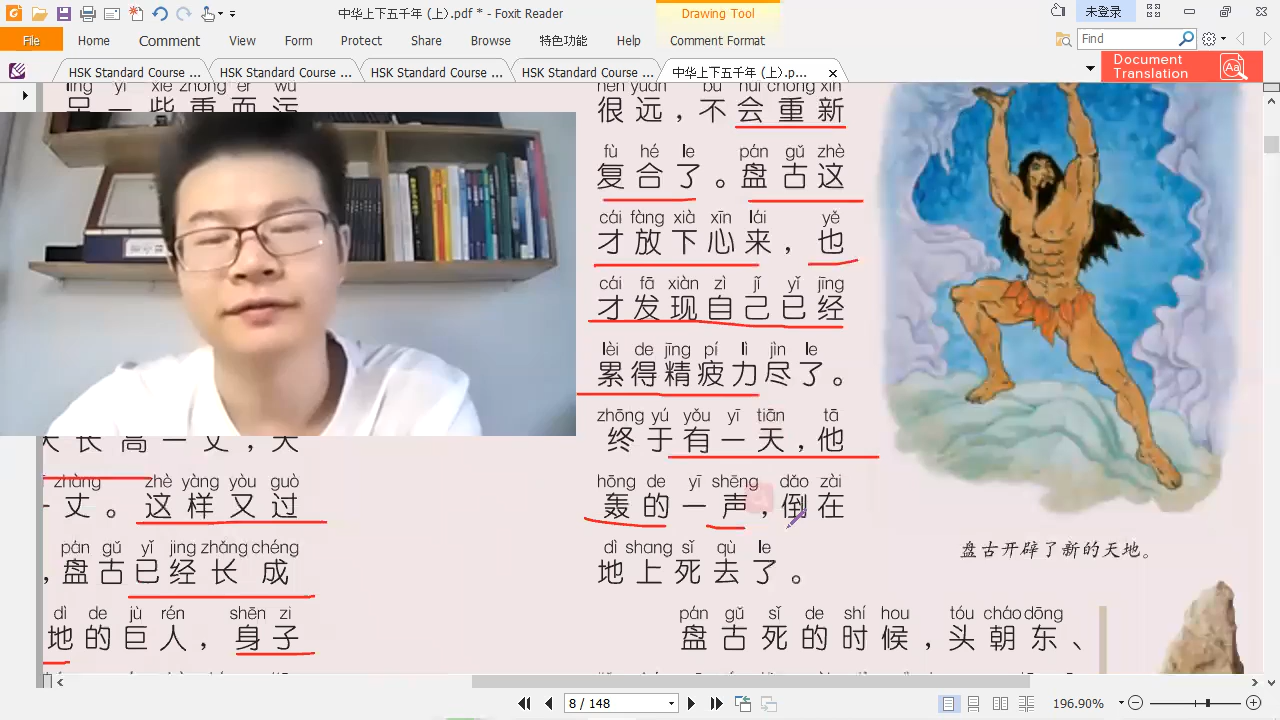 中华上下五千年 (上).pdf * - Foxit Reader
Drawing Tool
未登录
File Home Comment View Form Protect Share Browse 特色功能 Help Comment Format
Find
HSK Standard Course ...
HSK Standard Course ...
HSK Standard Course ...
HSK Standard Course ...
中华上下五千年 (上).p...
Document
Translation
很远，不会重新
fù hé le pán gǔ zhè
复合了。盘古这
cái fàng xià xīn lái yě
才放下心来，也
cái fā xiàn zì jǐ yǐ jīng
才发现自己已经
lèi de jīng pí lì jìn le
累得精疲力尽了。
zhōng yú yǒu yī tiān tā
终于有一天，他
hōng de yī shēng dǎo zài
轰的一声，倒在
dì shang sǐ qù le
地上死去了。
zhàng zhè yàng yòu guò
丈。这样又过
pán gǔ yǐ jing zhǎng chéng
，盘古已经长成
dì de jù rén shēn zi
地的巨人，身子
盘古开辟了新的天地。
pán gǔ sǐ de shí hou tóu cháo dōng
盘古死的时候，头朝东、
8 / 148
196.90%